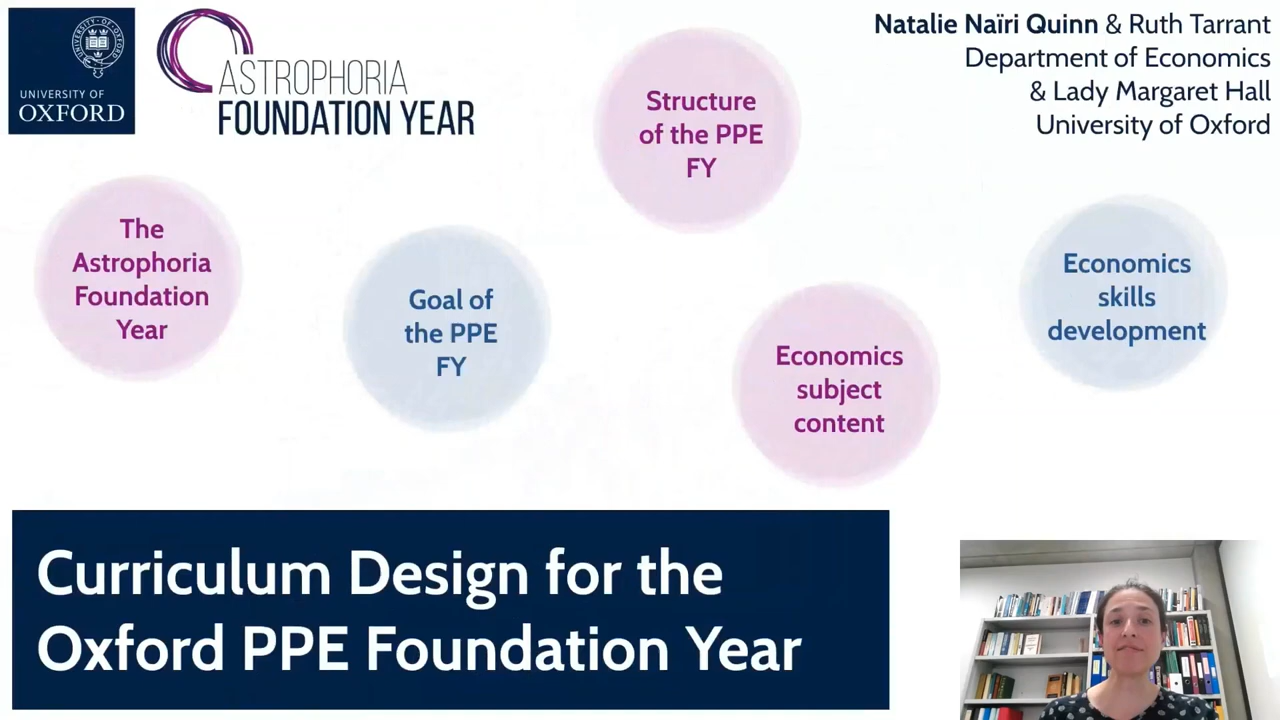 UNIVERSITY OF
OXFORD
ASTROPHORIA
FOUNDATION YEAR
Natalie Naïri Quinn & Ruth Tarrant
Department of Economics
& Lady Margaret Hall
University of Oxford
The
Astrophoria
Foundation
Year
Goal of
the PPE
FY
Structure
of the PPE
FY
Economics
subject
content
Economics
skills
development
Curriculum Design for the
Oxford PPE Foundation Year